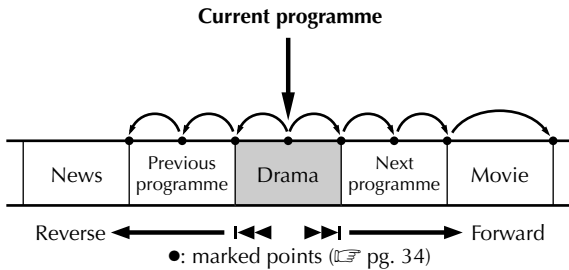 Current programme
News
Previous
programme
Drama
Next
programme
Movie
Reverse
Forward
●: marked points (☞ pg. 34)